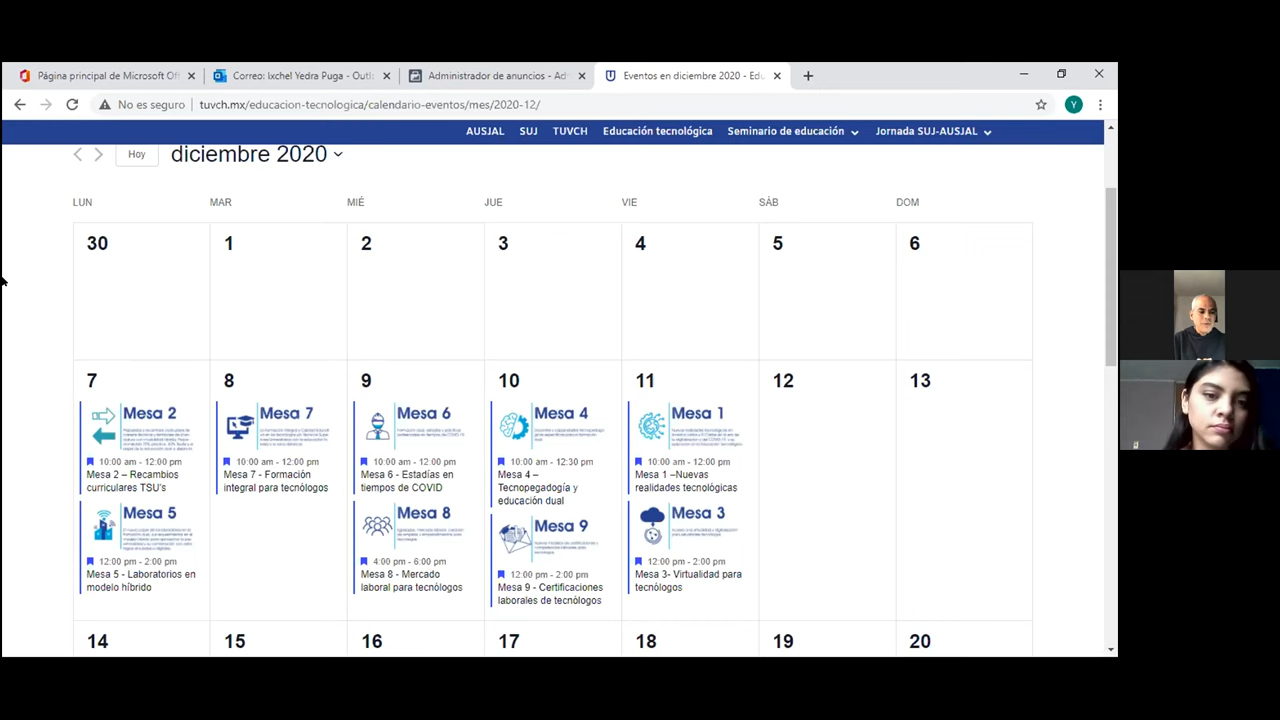 Página principal de Microsoft Of
Correo: Ixchel Yedra Puga - Outl
Administrador de anuncios - Ad
Eventos en diciembre 2020 - Edu
No es seguro
tuvch.mx/educacion-tecnologica/calendario-eventos/mes/2020-12/
Y
AUSJAL SUJ TUVCH Educación tecnológica Seminario de educación Jornada SUJ-AUSJAL
Hoy
diciembre 2020
LUN MAR MIÉ JUE VIE SÁB DOM
30 1 2 3 4 5 6
7 8 9 10 11 12 13
Mesa 2
10:00 am - 12:00 pm
Mesa 2 – Recambios
curriculares TSU's
Mesa 5
12:00 pm - 2:00 pm
Mesa 5 - Laboratorios en
modelo híbrido
Mesa 7
10:00 am - 12:00 pm
Mesa 7 - Formación
integral para tecnólogos
Mesa 6
10:00 am - 12:00 pm
Mesa 6 - Estadías en
tiempos de COVID
Mesa 8
4:00 pm - 6:00 pm
Mesa 8 - Mercado
laboral para tecnólogos
Mesa 4
10:00 am - 12:30 pm
Mesa 4 –
Tecnopegadogía y
educación dual
Mesa 9
12:00 pm - 2:00 pm
Mesa 9 - Certificaciones
laborales de tecnólogos
Mesa 1
10:00 am - 12:00 pm
Mesa 1 –Nuevas
realidades tecnológicas
Mesa 3
12:00 pm - 2:00 pm
Mesa 3- Virtualidad para
tecnólogos
14 15 16 17 18 19 20